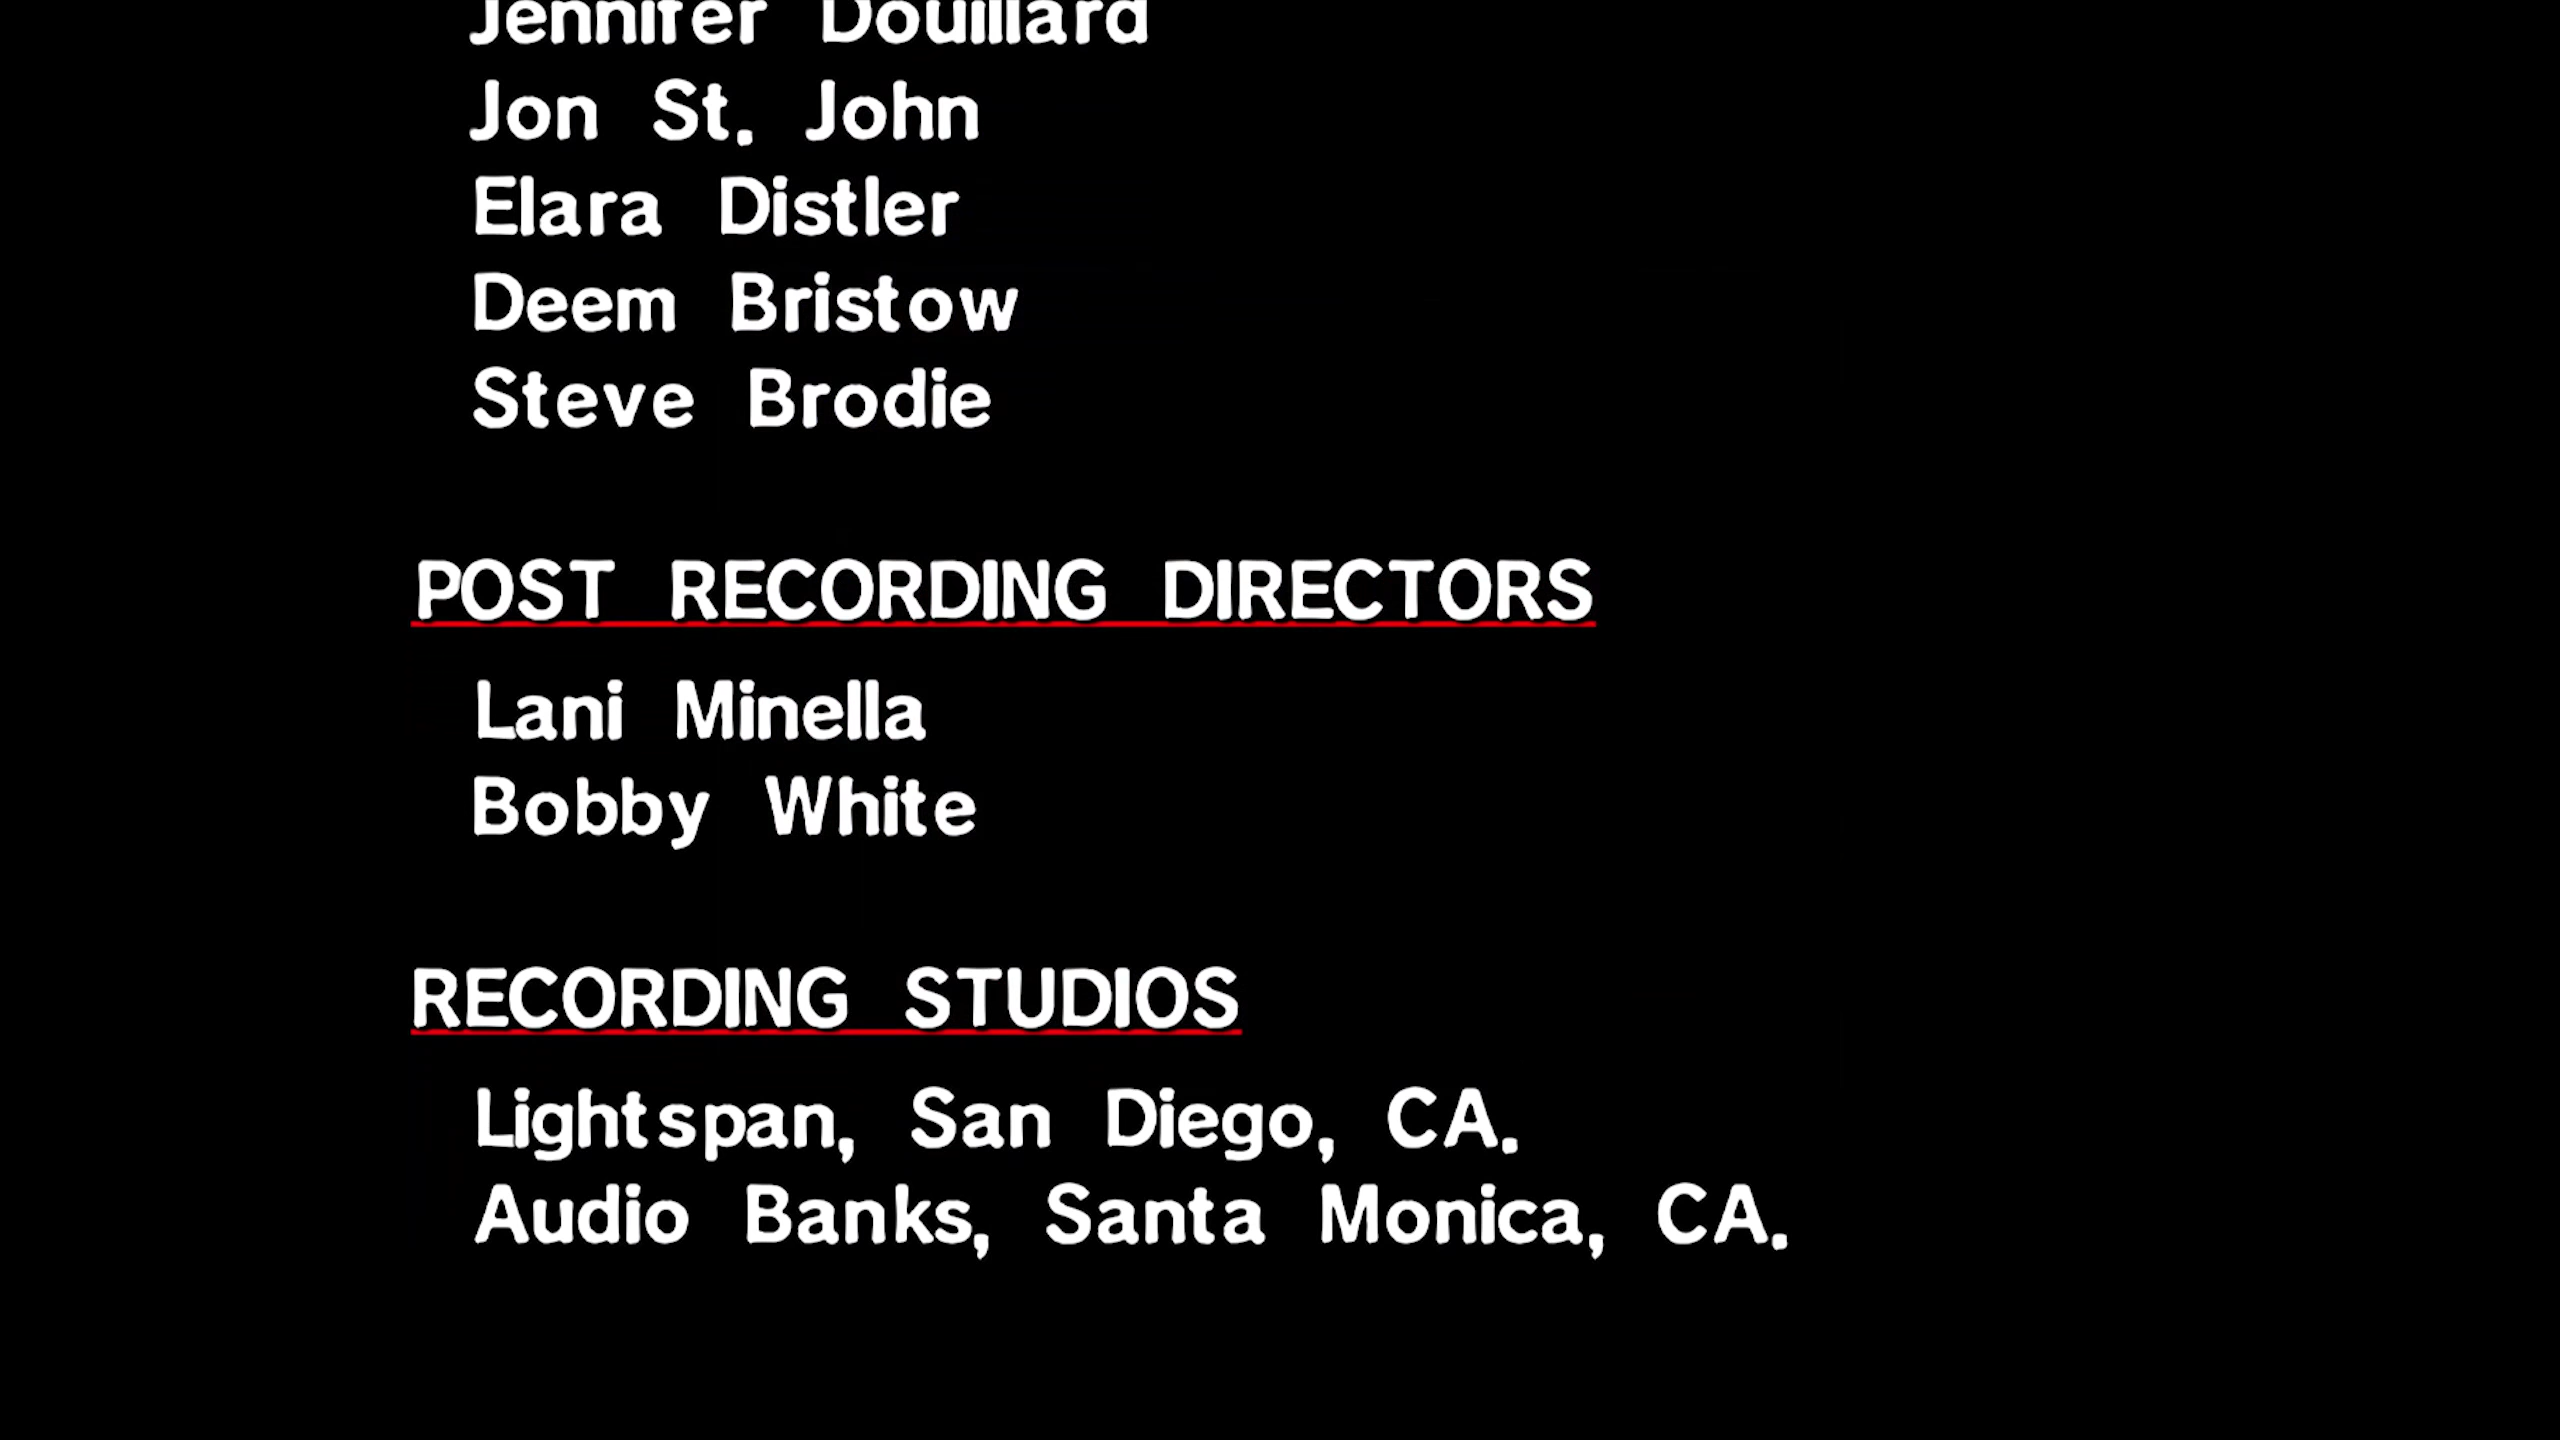 Jennifer Douillard
Jon St. John
Elara Distler
Deem Bristow
Steve Brodie
POST RECORDING DIRECTORS
Lani Minella
Bobby White
RECORDING STUDIOS
Lightspan, San Diego, CA.
Audio Banks, Santa Monica, CA.